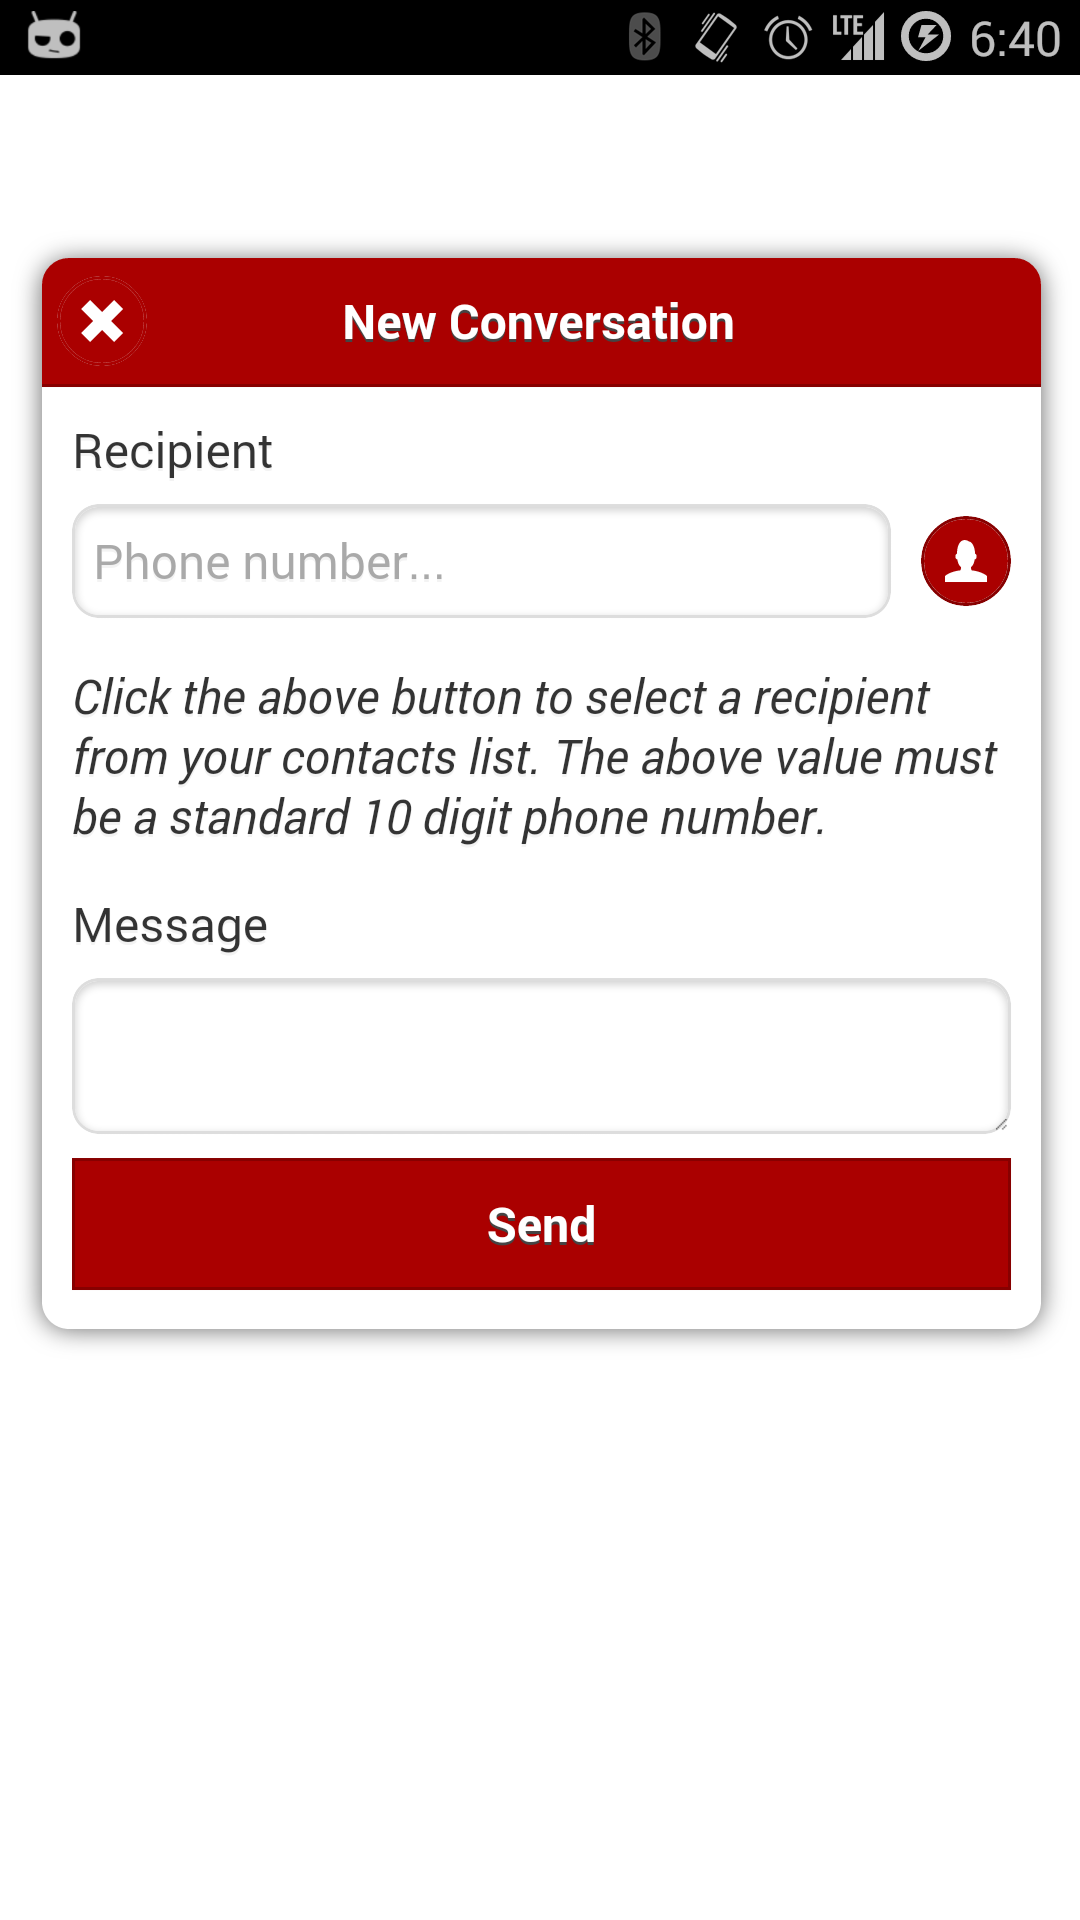 LTE 6:40
New Conversation
Recipient
Phone number...
Click the above button to select a recipient
from your contacts list. The above value must
be a standard 10 digit phone number.
Message
Send